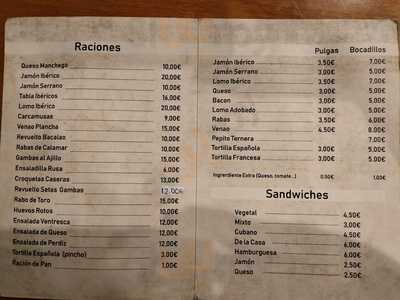 Raciones
Queso Manchego 10,00€
Jamón Ibérico 20,00€
Jamón Serrano 10,00€
Tabla Ibéricos 16,00€
Lomo Ibérico 20,00€
Carcamusas 9,00€
Venao Plancha 15,00€
Revuelto Bacalao 10,00€
Rabas de Calamar 10,00€
Gambas al Ajillo 15,00€
Ensaladilla Rusa 6,00€
Croquetas Caseras 13,00€
Revuelto Setas Gambas 12,00€
Rabo de Toro 15,00€
Huevos Rotos 10,00€
Ensalada Ventresca 12,00€
Ensalada de Queso 12,00€
Ensalada de Perdiz 12,00€
Tortilla Española (pincho) 3,00€
Ración de Pan 1,00€
Pulgas Bocadillos
Jamón Ibérico 3.50€ 7,00€
Jamón Serrano 3.00€ 5,00€
Lomo Ibérico 3.50€ 7,00€
Queso 3.00€ 5,00€
Bacon 3.00€ 5,00€
Lomo Adobado 3.00€ 5.00€
Rabas 3.50€ 6,00€
Venao 4.50€ 8.00€
Pepito Ternera 7,00€
Tortilla Española 3.00€ 5,00€
Tortilla Francesa 3,00€ 5,00€
Ingrerdiente Extra (Queso, tomate...) 0.50€ 1,00€
Sandwiches
Vegetal 4.50€
Mixto 3.00€
Cubano 4.50€
De la Casa 6.00€
Hamburguesa 6.00€
Jamón 2.50€
Queso 2.50€